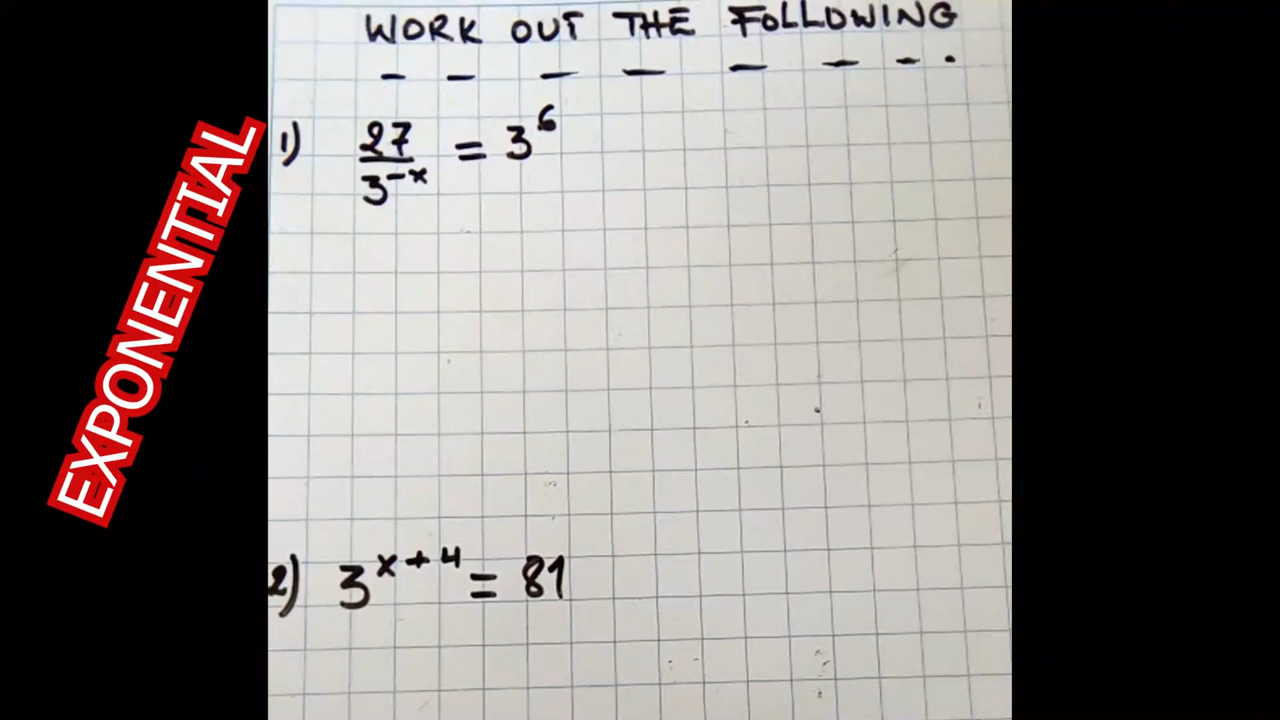 WORK OUT THE FOLLOWING
1) 27/3^-x = 3^6
EXPONENTIAL
2) 3^x+4 = 81